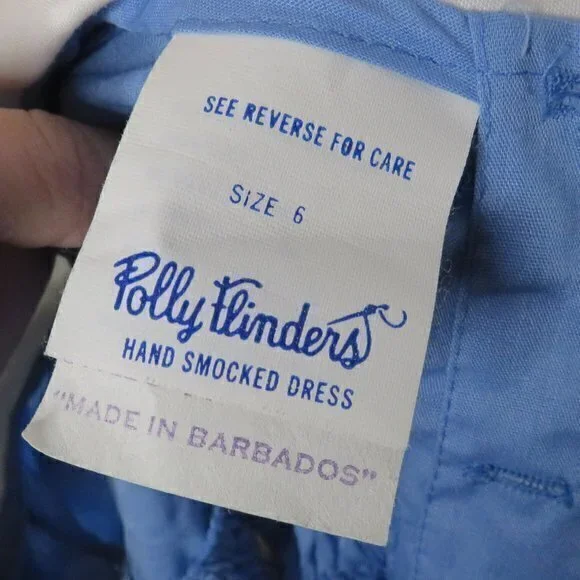 SEE REVERSE FOR CARE
SiZE 6
Polly Flinders
HAND SMOCKED DRESS
"MADE IN BARBADOS"